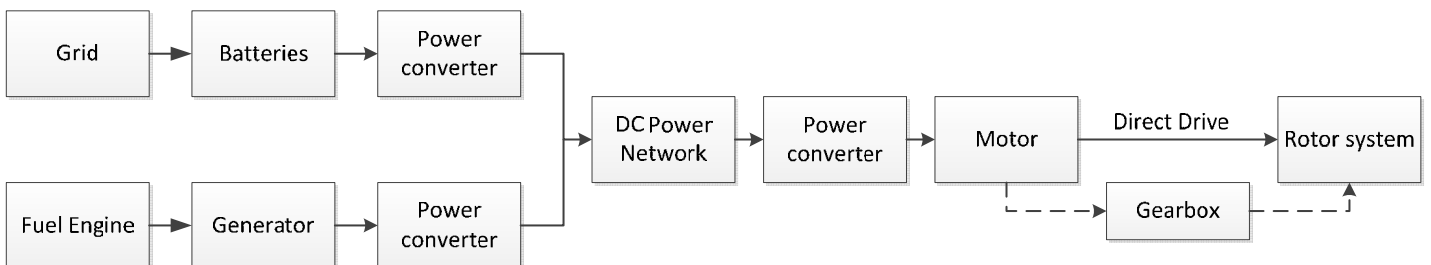 Grid
Batteries
Power
converter
Fuel Engine
Generator
Power
converter
DC Power
Network
Power
converter
Motor
Direct Drive
Gearbox
Rotor system